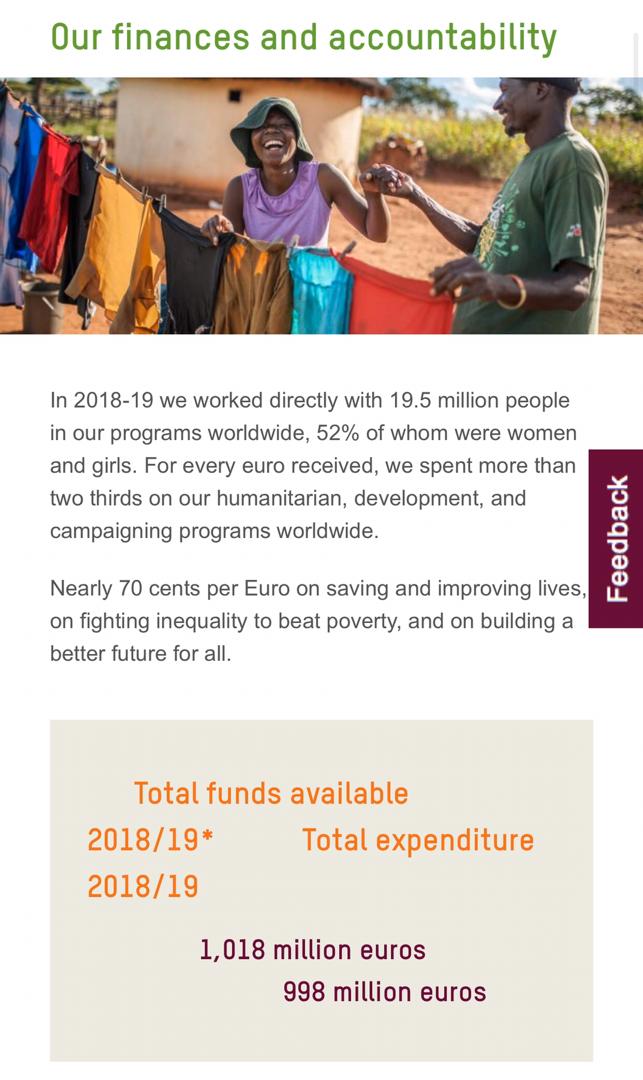 Our finances and accountability
In 2018-19 we worked directly with 19.5 million people
in our programs worldwide, 52% of whom were women
and girls. For every euro received, we spent more than
two thirds on our humanitarian, development, and
campaigning programs worldwide.
Nearly 70 cents per Euro on saving and improving lives,
on fighting inequality to beat poverty, and on building a
better future for all.
Feedback
Total funds available
2018/19* Total expenditure
2018/19
1,018 million euros
998 million euros